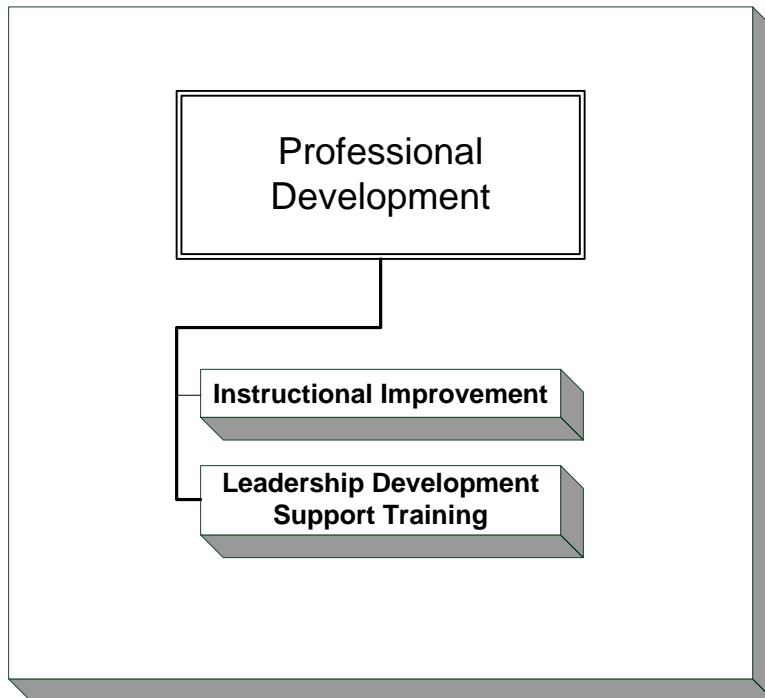 Professional
Development
Instructional Improvement
Leadership Development
Support Training